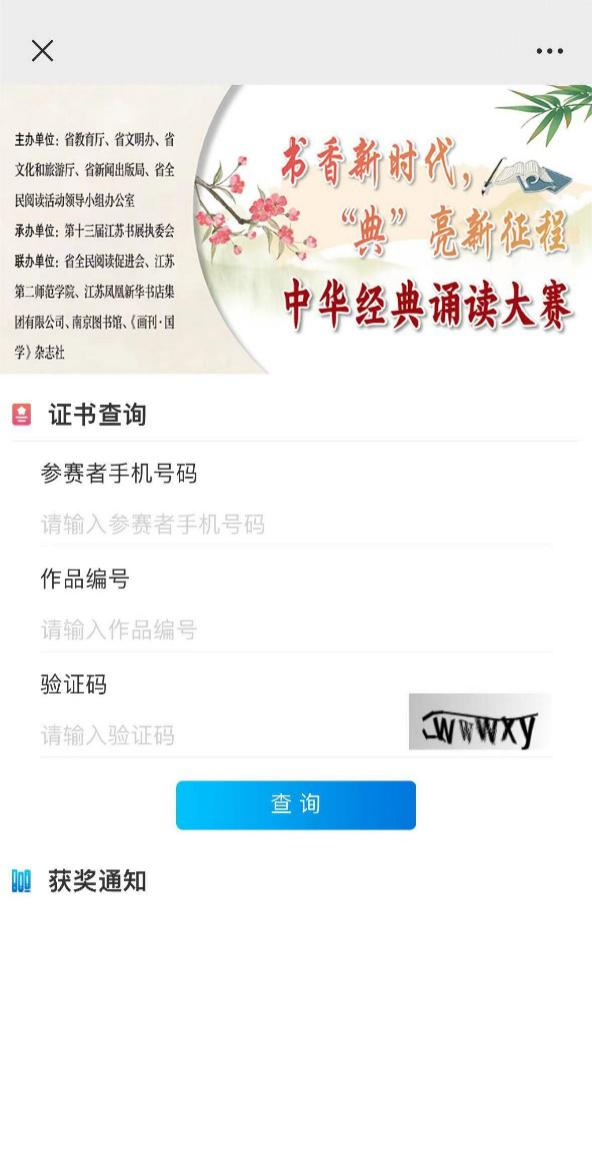 主办单位：省教育厅、省文明办、省
文化和旅游厅、省新闻出版局、省全
民阅读活动领导小组办公室
承办单位：第十三届江苏书展执委会
联办单位：省全民阅读促进会、江苏
第二师范学院、江苏凤凰新华书店集
团有限公司、南京图书馆、《画刊·国
学》杂志社
书香新时代，
“典”亮新征程
中华经典诵读大赛
证书查询
参赛者手机号码
请输入参赛者手机号码
作品编号
请输入作品编号
验证码
请输入验证码
查询
获奖通知